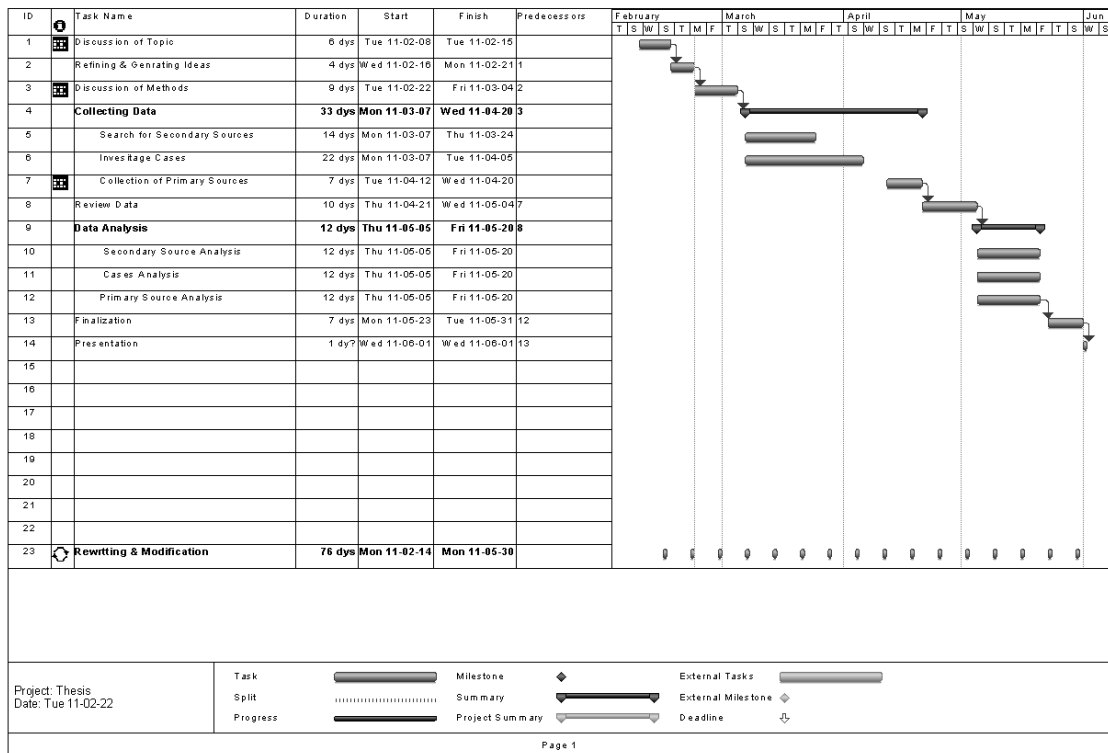 ID Task Name Duration Start Finish Predecessors February March April May Jun
T S W S T M F T S W S T M F T S W S T M F T S W S T M F T S W S
1 Discussion of Topic 6 dys Tue 11-02-08 Tue 11-02-15
2 Refining & Genrating Ideas 4 dys Wed 11-02-16 Mon 11-02-21 1
3 Discussion of Methods 9 dys Tue 11-02-22 Fri 11-03-04 2
4 Collecting Data 33 dys Mon 11-03-07 Wed 11-04-20 3
5 Search for Secondary Sources 14 dys Mon 11-03-07 Thu 11-03-24
6 Invesitage Cases 22 dys Mon 11-03-07 Tue 11-04-05
7 Collection of Primary Sources 7 dys Tue 11-04-12 Wed 11-04-20
8 Review Data 10 dys Thu 11-04-21 Wed 11-05-04 7
9 Data Analysis 12 dys Thu 11-05-05 Fri 11-05-20 8
10 Secondary Source Analysis 12 dys Thu 11-05-05 Fri 11-05-20
11 Cases Analysis 12 dys Thu 11-05-05 Fri 11-05-20
12 Primary Source Analysis 12 dys Thu 11-05-05 Fri 11-05-20
13 Finalization 7 dys Mon 11-05-23 Tue 11-05-31 12
14 Presentation 1 dy? Wed 11-06-01 Wed 11-06-01 13
15
16
17
18
19
20
21
22
23 Rewrtting & Modification 76 dys Mon 11-02-14 Mon 11-05-30
Project: Thesis
Date: Tue 11-02-22
Task Milestone External Tasks
Split Summary External Milestone
Progress Project Summary Deadline
Page 1